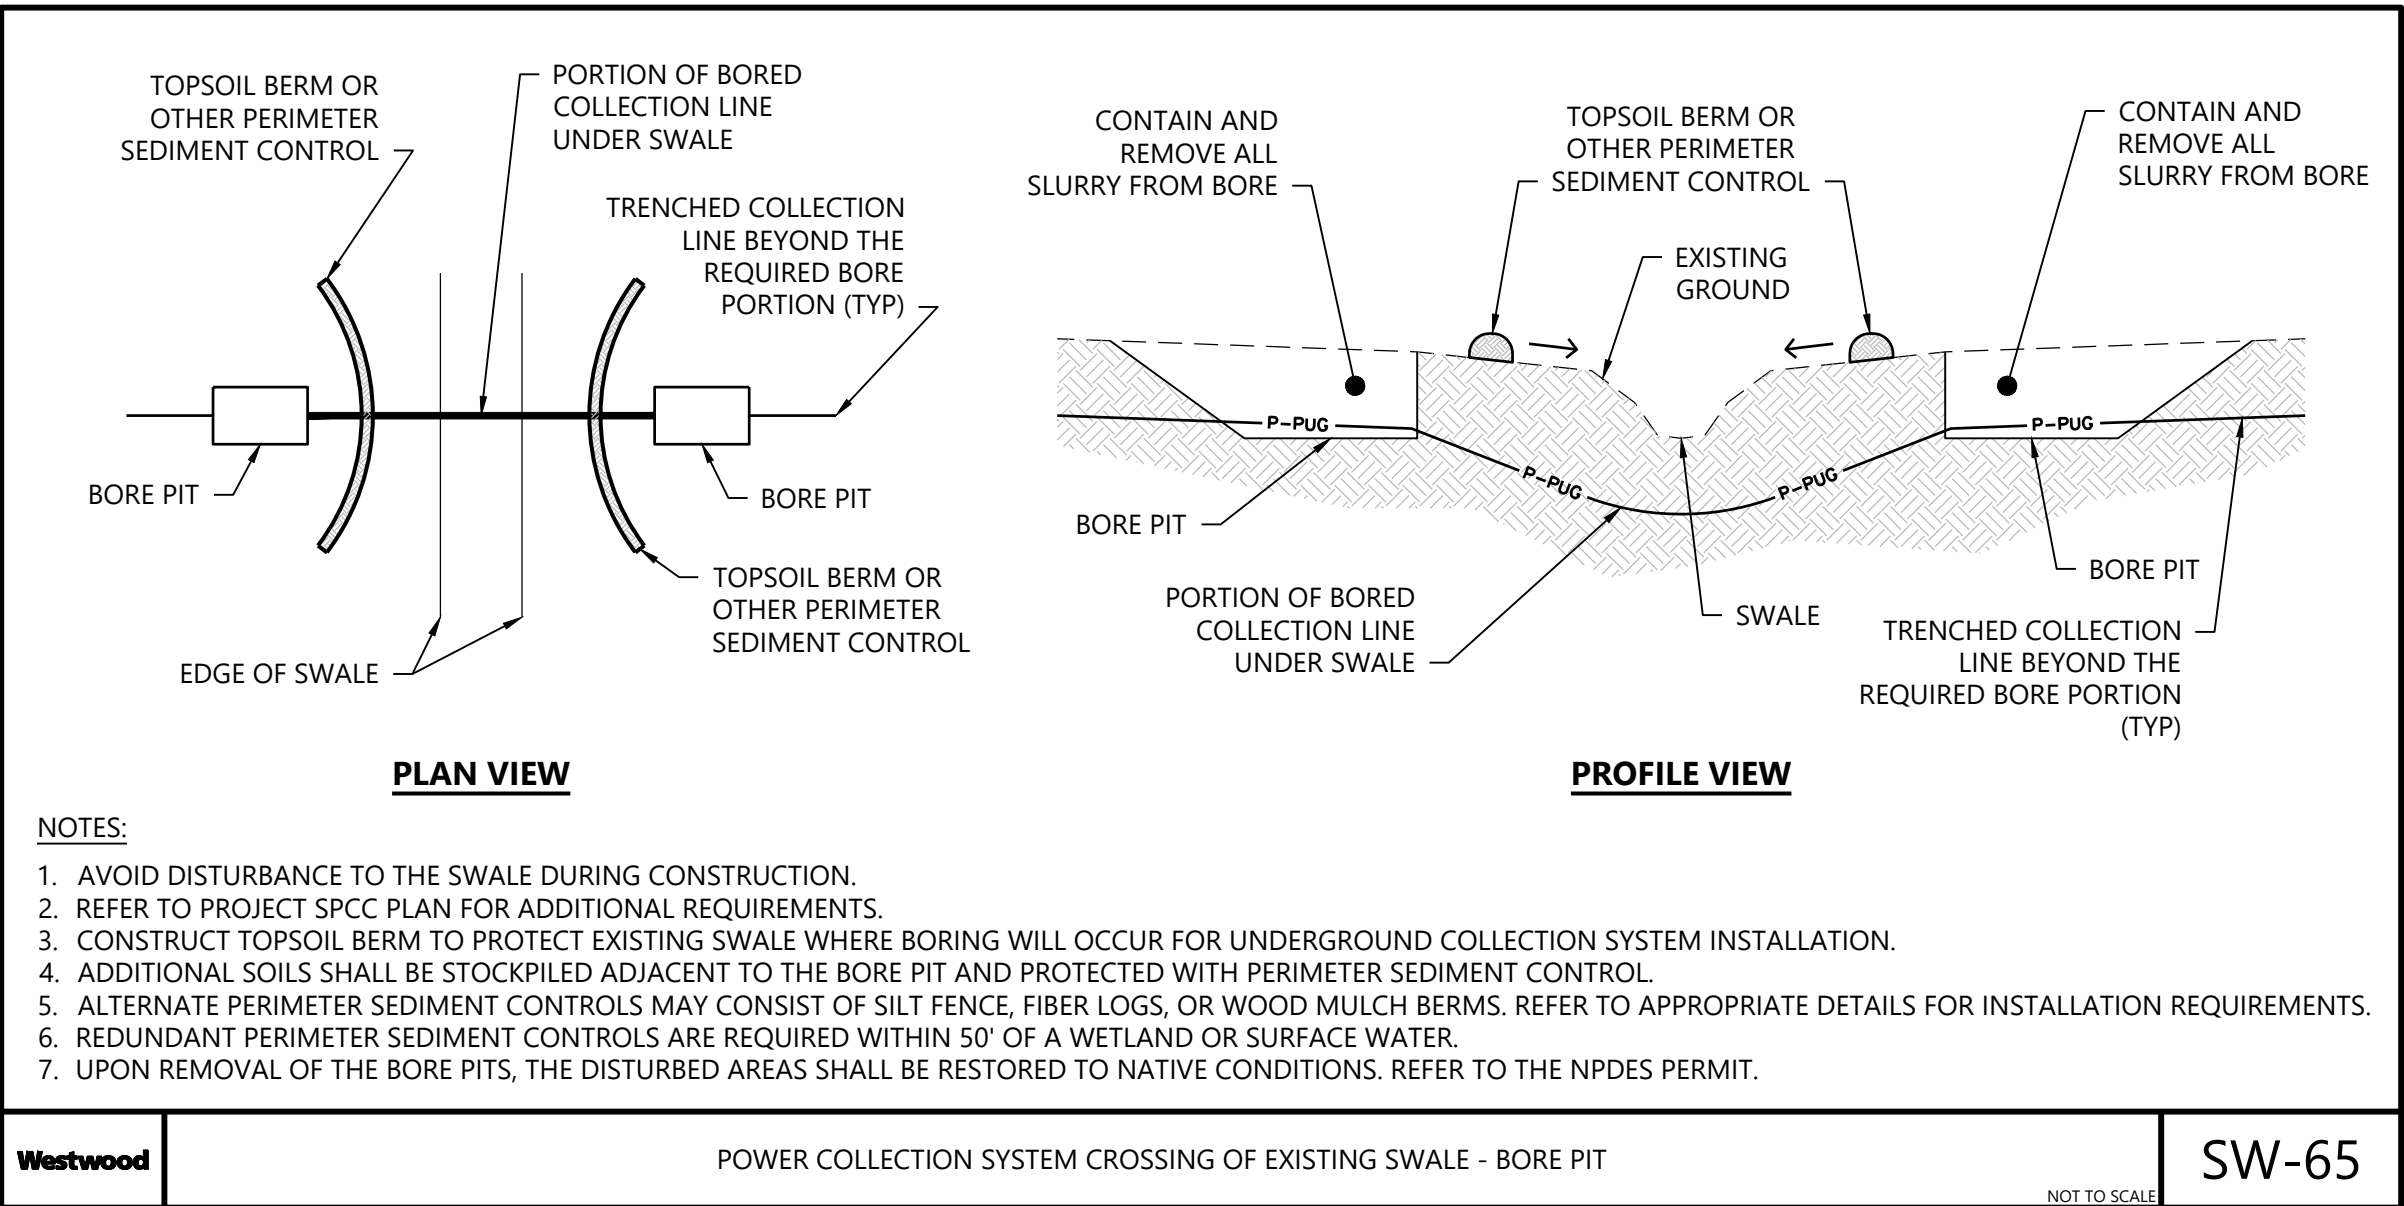 TOPSOIL BERM OR
OTHER PERIMETER
SEDIMENT CONTROL
PORTION OF BORED
COLLECTION LINE
UNDER SWALE
TRENCHED COLLECTION
LINE BEYOND THE
REQUIRED BORE
PORTION (TYP)
BORE PIT
BORE PIT
TOPSOIL BERM OR
OTHER PERIMETER
SEDIMENT CONTROL
EDGE OF SWALE
PLAN VIEW
CONTAIN AND
REMOVE ALL
SLURRY FROM BORE
TOPSOIL BERM OR
OTHER PERIMETER
SEDIMENT CONTROL
CONTAIN AND
REMOVE ALL
SLURRY FROM BORE
EXISTING
GROUND
P-PUG
P-PUG
P-PUG
P-PUG
BORE PIT
BORE PIT
PORTION OF BORED
COLLECTION LINE
UNDER SWALE
SWALE
TRENCHED COLLECTION
LINE BEYOND THE
REQUIRED BORE PORTION
(TYP)
PROFILE VIEW
NOTES:
1. AVOID DISTURBANCE TO THE SWALE DURING CONSTRUCTION.
2. REFER TO PROJECT SPCC PLAN FOR ADDITIONAL REQUIREMENTS.
3. CONSTRUCT TOPSOIL BERM TO PROTECT EXISTING SWALE WHERE BORING WILL OCCUR FOR UNDERGROUND COLLECTION SYSTEM INSTALLATION.
4. ADDITIONAL SOILS SHALL BE STOCKPILED ADJACENT TO THE BORE PIT AND PROTECTED WITH PERIMETER SEDIMENT CONTROL.
5. ALTERNATE PERIMETER SEDIMENT CONTROLS MAY CONSIST OF SILT FENCE, FIBER LOGS, OR WOOD MULCH BERMS. REFER TO APPROPRIATE DETAILS FOR INSTALLATION REQUIREMENTS.
6. REDUNDANT PERIMETER SEDIMENT CONTROLS ARE REQUIRED WITHIN 50' OF A WETLAND OR SURFACE WATER.
7. UPON REMOVAL OF THE BORE PITS, THE DISTURBED AREAS SHALL BE RESTORED TO NATIVE CONDITIONS. REFER TO THE NPDES PERMIT.
Westwood
POWER COLLECTION SYSTEM CROSSING OF EXISTING SWALE - BORE PIT
NOT TO SCALE
SW-65